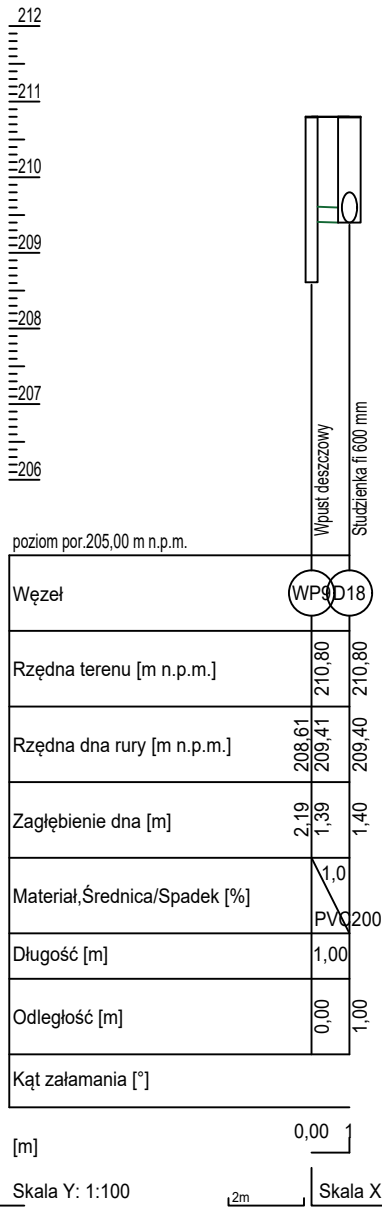 212
211
210
209
208
207
206
Wpust deszczowy
Studzienka fi 600 mm
poziom por.205,00 m n.p.m.
Węzeł
WP9
D18
Rzędna terenu [m n.p.m.]
210,80
210,80
Rzędna dna rury [m n.p.m.]
208,61
209,41
209,40
Zagłębienie dna [m]
2,19
1,39
1,40
Materiał,Średnica/Spadek [%]
1,0
PVC200
Długość [m]
1,00
Odległość [m]
0,00
1,00
Kąt załamania [°]
[m]
0,00
1
Skala Y: 1:100
2m
Skala X